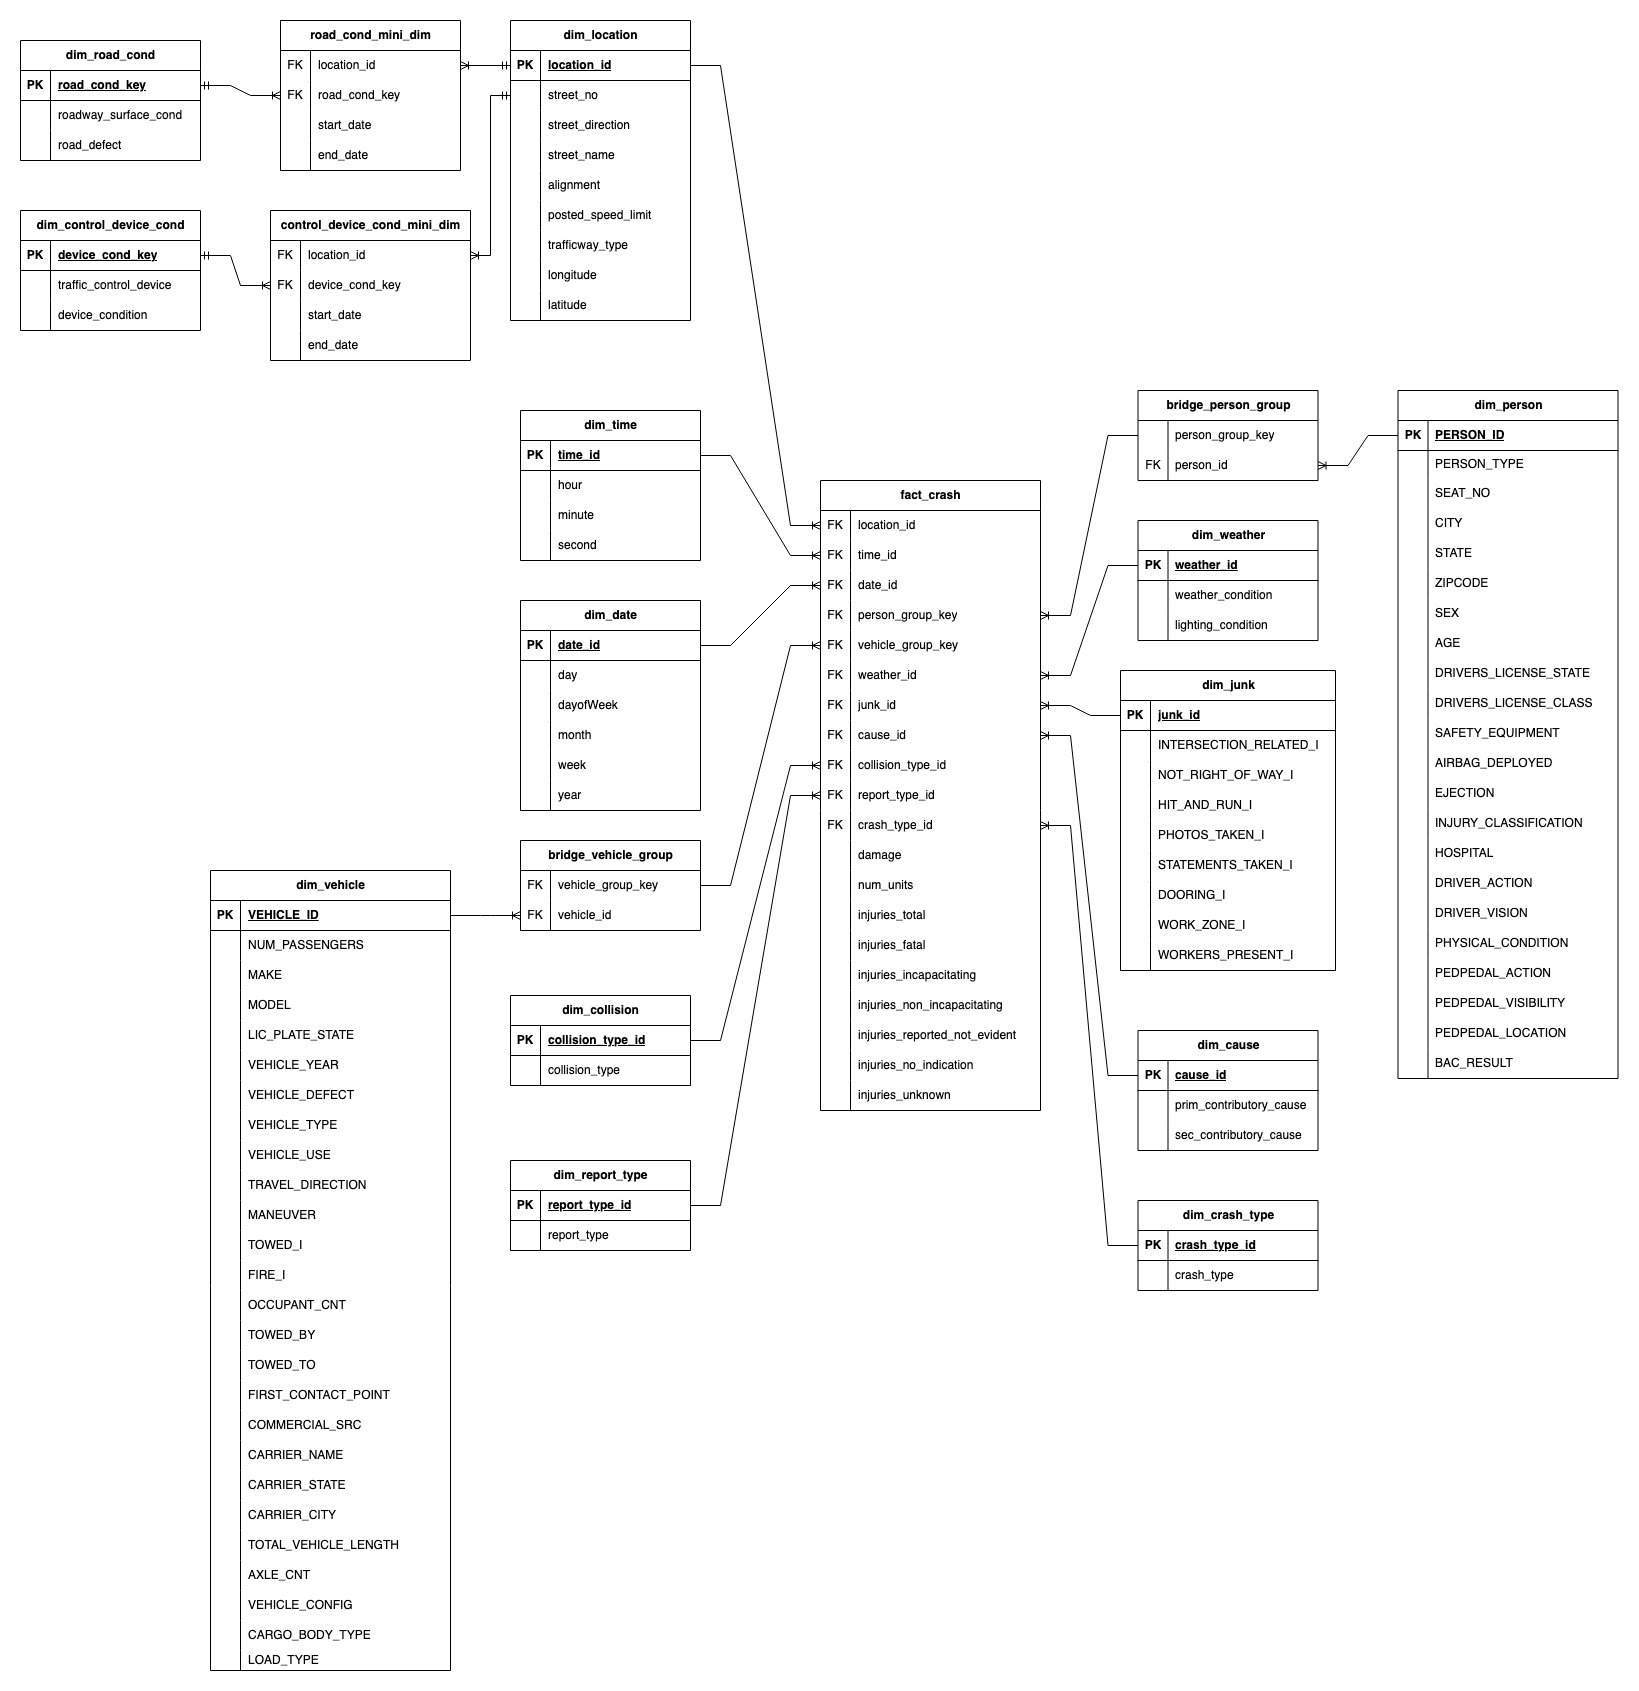 dim_road_cond
PK road_cond_key
roadway_surface_cond
road_defect
road_cond_mini_dim
FK location_id
FK road_cond_key
start_date
end_date
dim_location
PK location_id
street_no
street_direction
street_name
alignment
posted_speed_limit
trafficway_type
longitude
latitude
dim_control_device_cond
PK device_cond_key
traffic_control_device
device_condition
control_device_cond_mini_dim
FK location_id
FK device_cond_key
start_date
end_date
dim_time
PK time_id
hour
minute
second
dim_date
PK date_id
day
dayofWeek
month
week
year
bridge_vehicle_group
FK vehicle_group_key
FK vehicle_id
dim_vehicle
PK VEHICLE_ID
NUM_PASSENGERS
MAKE
MODEL
LIC_PLATE_STATE
VEHICLE_YEAR
VEHICLE_DEFECT
VEHICLE_TYPE
VEHICLE_USE
TRAVEL_DIRECTION
MANEUVER
TOWED_I
FIRE_I
OCCUPANT_CNT
TOWED_BY
TOWED_TO
FIRST_CONTACT_POINT
COMMERCIAL_SRC
CARRIER_NAME
CARRIER_STATE
CARRIER_CITY
TOTAL_VEHICLE_LENGTH
AXLE_CNT
VEHICLE_CONFIG
CARGO_BODY_TYPE
LOAD_TYPE
dim_collision
PK collision_type_id
collision_type
dim_report_type
PK report_type_id
report_type
fact_crash
FK location_id
FK time_id
FK date_id
FK person_group_key
FK vehicle_group_key
FK weather_id
FK junk_id
FK cause_id
FK collision_type_id
FK report_type_id
FK crash_type_id
damage
num_units
injuries_total
injuries_fatal
injuries_incapacitating
injuries_non_incapacitating
injuries_reported_not_evident
injuries_no_indication
injuries_unknown
bridge_person_group
person_group_key
FK person_id
dim_weather
PK weather_id
weather_condition
lighting_condition
dim_junk
PK junk_id
INTERSECTION_RELATED_I
NOT_RIGHT_OF_WAY_I
HIT_AND_RUN_I
PHOTOS_TAKEN_I
STATEMENTS_TAKEN_I
DOORING_I
WORK_ZONE_I
WORKERS_PRESENT_I
dim_cause
PK cause_id
prim_contributory_cause
sec_contributory_cause
dim_crash_type
PK crash_type_id
crash_type
dim_person
PK PERSON_ID
PERSON_TYPE
SEAT_NO
CITY
STATE
ZIPCODE
SEX
AGE
DRIVERS_LICENSE_STATE
DRIVERS_LICENSE_CLASS
SAFETY_EQUIPMENT
AIRBAG_DEPLOYED
EJECTION
INJURY_CLASSIFICATION
HOSPITAL
DRIVER_ACTION
DRIVER_VISION
PHYSICAL_CONDITION
PEDPEDAL_ACTION
PEDPEDAL_VISIBILITY
PEDPEDAL_LOCATION
BAC_RESULT